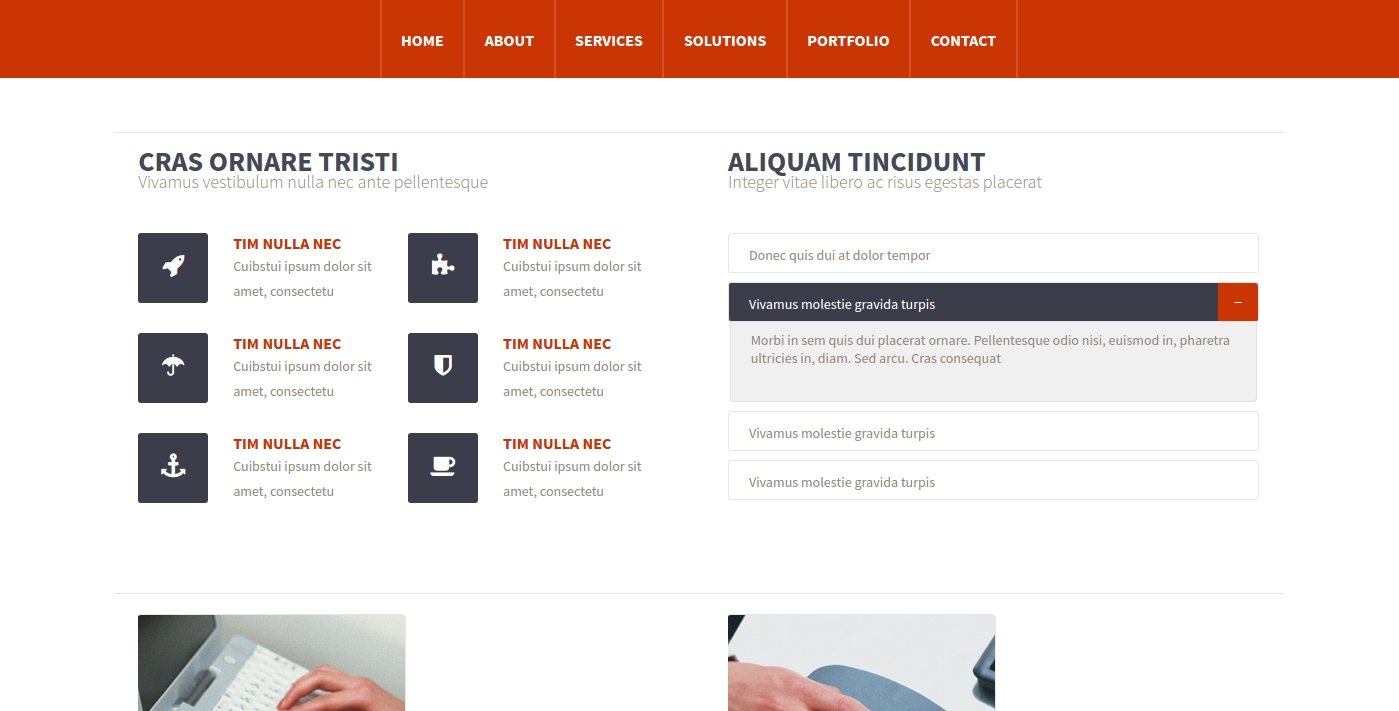 HOME ABOUT SERVICES SOLUTIONS PORTFOLIO CONTACT
CRAS ORNARE TRISTI
Vivamus vestibulum nulla nec ante pellentesque
TIM NULLA NEC
Cuibstui ipsum dolor sit
amet, consectetu
TIM NULLA NEC
Cuibstui ipsum dolor sit
amet, consectetu
TIM NULLA NEC
Cuibstui ipsum dolor sit
amet, consectetu
TIM NULLA NEC
Cuibstui ipsum dolor sit
amet, consectetu
TIM NULLA NEC
Cuibstui ipsum dolor sit
amet, consectetu
TIM NULLA NEC
Cuibstui ipsum dolor sit
amet, consectetu
ALIQUAM TINCIDUNT
Integer vitae libero ac risus egestas placerat
Donec quis dui at dolor tempor
Vivamus molestie gravida turpis
Morbi in sem quis dui placerat ornare. Pellentesque odio nisi, euismod in, pharetra
ultricies in, diam. Sed arcu. Cras consequat
Vivamus molestie gravida turpis
Vivamus molestie gravida turpis